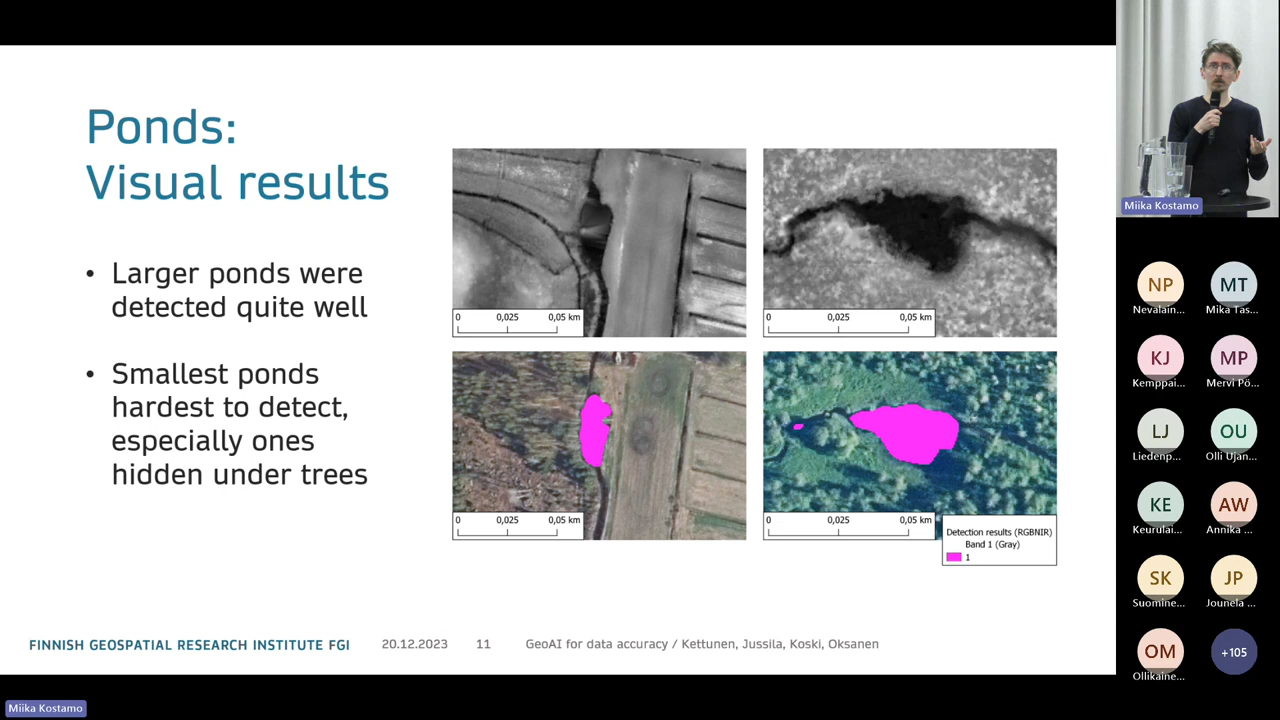 Ponds:
Visual results
• Larger ponds were
detected quite well
• Smallest ponds
hardest to detect,
especially ones
hidden under trees
0 0,025 0,05 km
0 0,025 0,05 km
0 0,025 0,05 km
0 0,025 0,05 km
Detection results (RGBNIR)
Band 1 (Gray)
1
FINNISH GEOSPATIAL RESEARCH INSTITUTE FGI 20.12.2023 11 GeoAI for data accuracy / Kettunen, Jussila, Koski, Oksanen
Miika Kostamo
NP MT
Nevalain... Mika Tas...
KJ MP
Kemppai... Mervi Pö...
LJ OU
Liedenp... Olli Ujan...
KE AW
Keurulai... Annika ...
SK JP
Suomine... Jounela ...
OM +105
Ollikaine...
Miika Kostamo